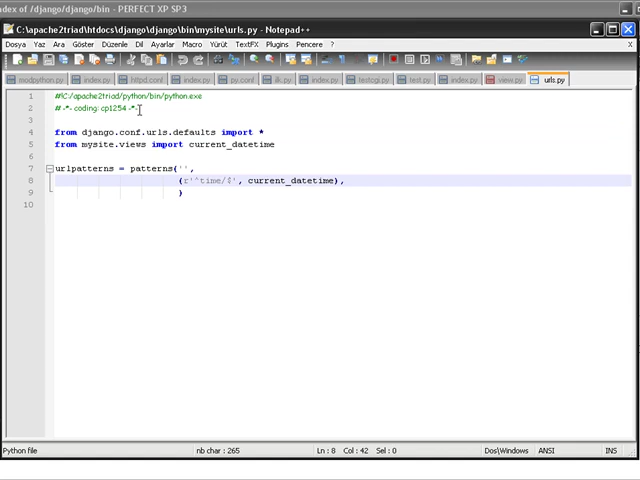 ndex of /django/django/bin - PERFECT XP SP3
C:\apache2triad\htdocs\django\django\bin\mysite\urls.py - Notepad++
Dosya Yaz Ara Göster Düzenle Dil Ayarlar Macro Yürüt TextFX Plugins Pencere ? X
modpython.py index.py httpd.conf index.py py.conf ilk.py index.py testcgi.py test.py index.py view.py urls.py
1 #!C:/apache2triad/python/bin/python.exe
2 # -*- coding: cp1254 -*-
3
4 from django.conf.urls.defaults import *
5 from mysite.views import current_datetime
6
7 urlpatterns = patterns('',
8 (r'^time/$', current_datetime),
9 )
10
Python file nb char : 265 Ln : 8 Col : 42 Sel : 0 Dos\Windows ANSI INS